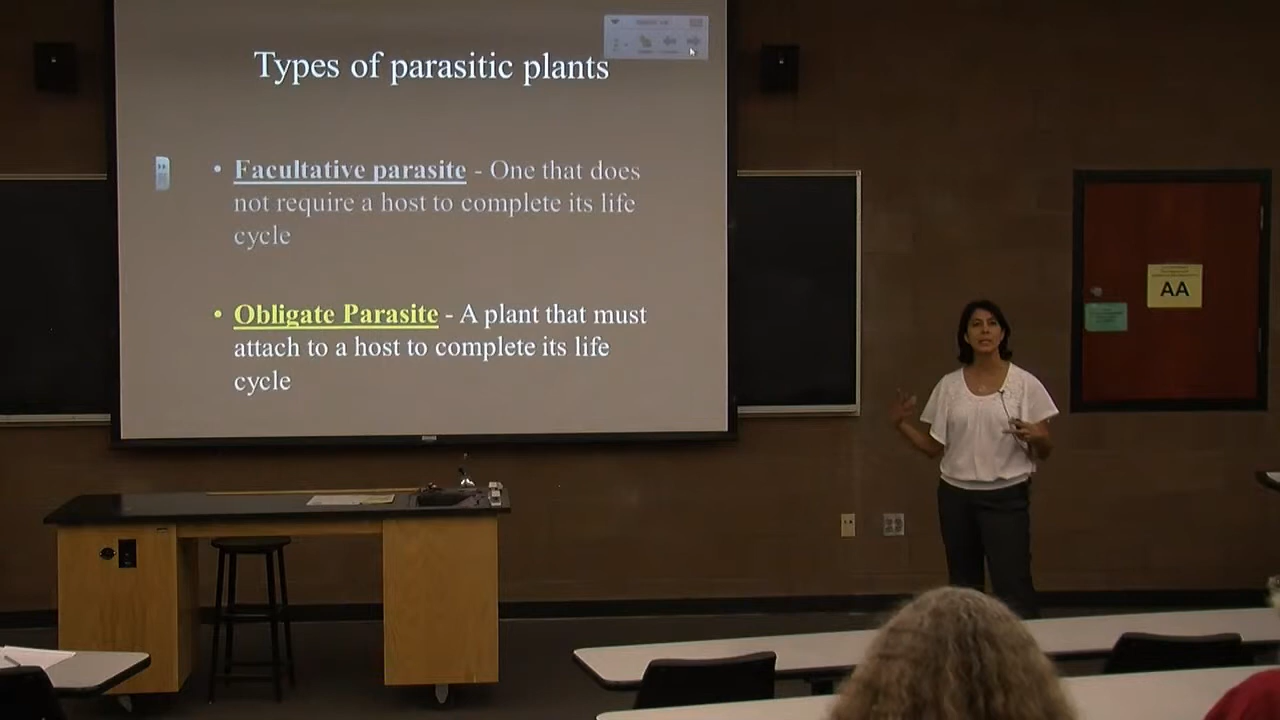 Types of parasitic plants
• Facultative parasite - One that does
not require a host to complete its life
cycle
• Obligate Parasite - A plant that must
attach to a host to complete its life
cycle
AA